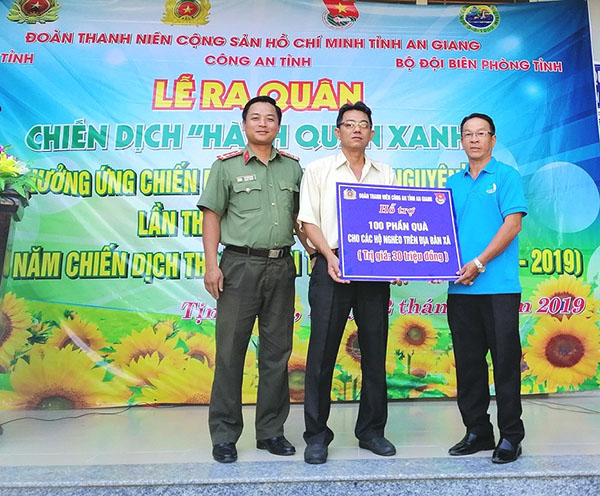 ĐOÀN THANH NIÊN CỘNG SẢN HỒ CHÍ MINH TỈNH AN GIANG
TỈNH CÔNG AN TỈNH BỘ ĐỘI BIÊN PHÒNG TỈNH
LỄ RA QUÂN
CHIẾN DỊCH "HÀNH QUÂN XANH
HƯỞNG ỨNG CHIẾN NGUYỆN
LẦN TH
NĂM CHIẾN DỊCH TH - 2019)
2019
ĐOÀN THANH NIÊN CÔNG AN TỈNH AN GIANG
Hỗ trợ
100 PHẦN QUÀ
CHO CÁC HỘ NGHÈO TRÊN ĐỊA BÀN XÃ
( Trị giá: 30 triệu đồng )